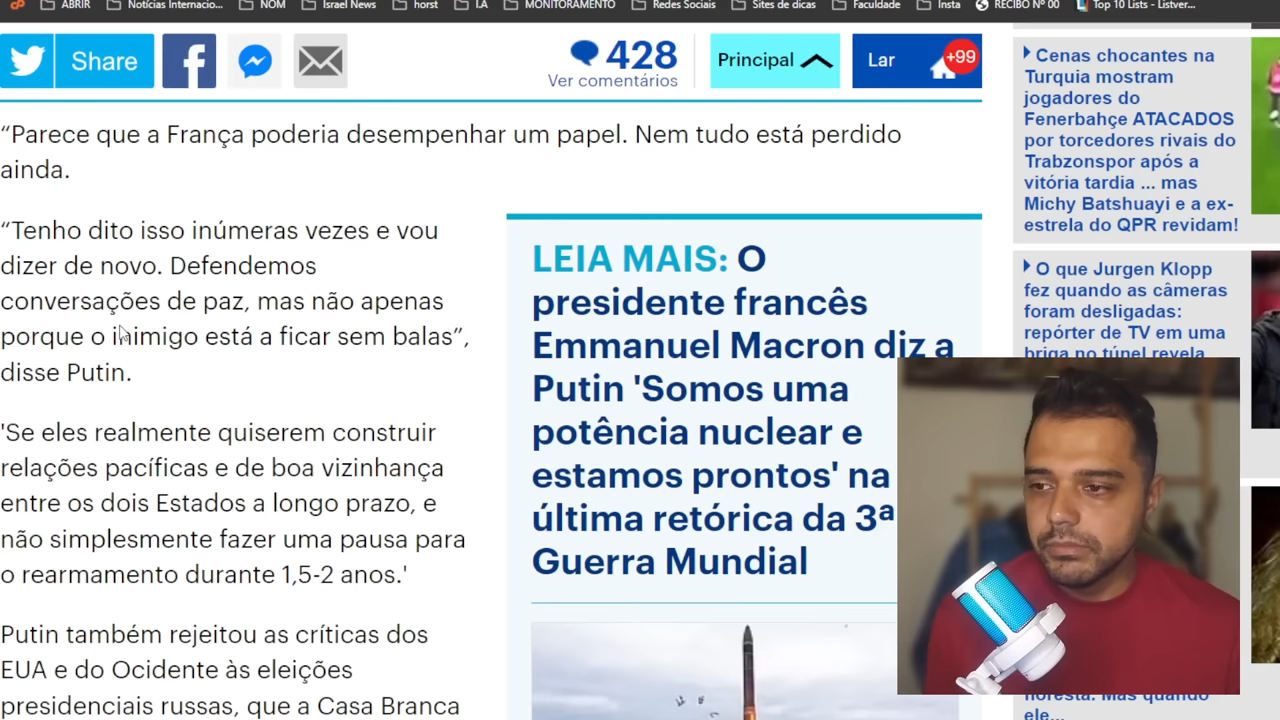 ABRIR
Notícias Internacio...
NOM
Israel News
horst
I.A
MONITORAMENTO
Redes Sociais
Sites de dicas
Faculdade
Insta
RECIBO Nº 00
Top 10 Lists - Listver...
Share
428
Ver comentários
Principal
Lar
+99
“Parece que a França poderia desempenhar um papel. Nem tudo está perdido
ainda.
“Tenho dito isso inúmeras vezes e vou
dizer de novo. Defendemos
conversações de paz, mas não apenas
porque o inimigo está a ficar sem balas”,
disse Putin.
'Se eles realmente quiserem construir
relações pacíficas e de boa vizinhança
entre os dois Estados a longo prazo, e
não simplesmente fazer uma pausa para
o rearmamento durante 1,5-2 anos.'
Putin também rejeitou as críticas dos
EUA e do Ocidente às eleições
presidenciais russas, que a Casa Branca
LEIA MAIS: O
presidente francês
Emmanuel Macron diz a
Putin 'Somos uma
potência nuclear e
estamos prontos' na
última retórica da 3ª
Guerra Mundial
Cenas chocantes na
Turquia mostram
jogadores do
Fenerbahçe ATACADOS
por torcedores rivais do
Trabzonspor após a
vitória tardia ... mas
Michy Batshuayi e a ex-
estrela do QPR revidam!
O que Jurgen Klopp
fez quando as câmeras
foram desligadas:
repórter de TV em uma
briga no túnel revela
floresta. Mas quando
ele...